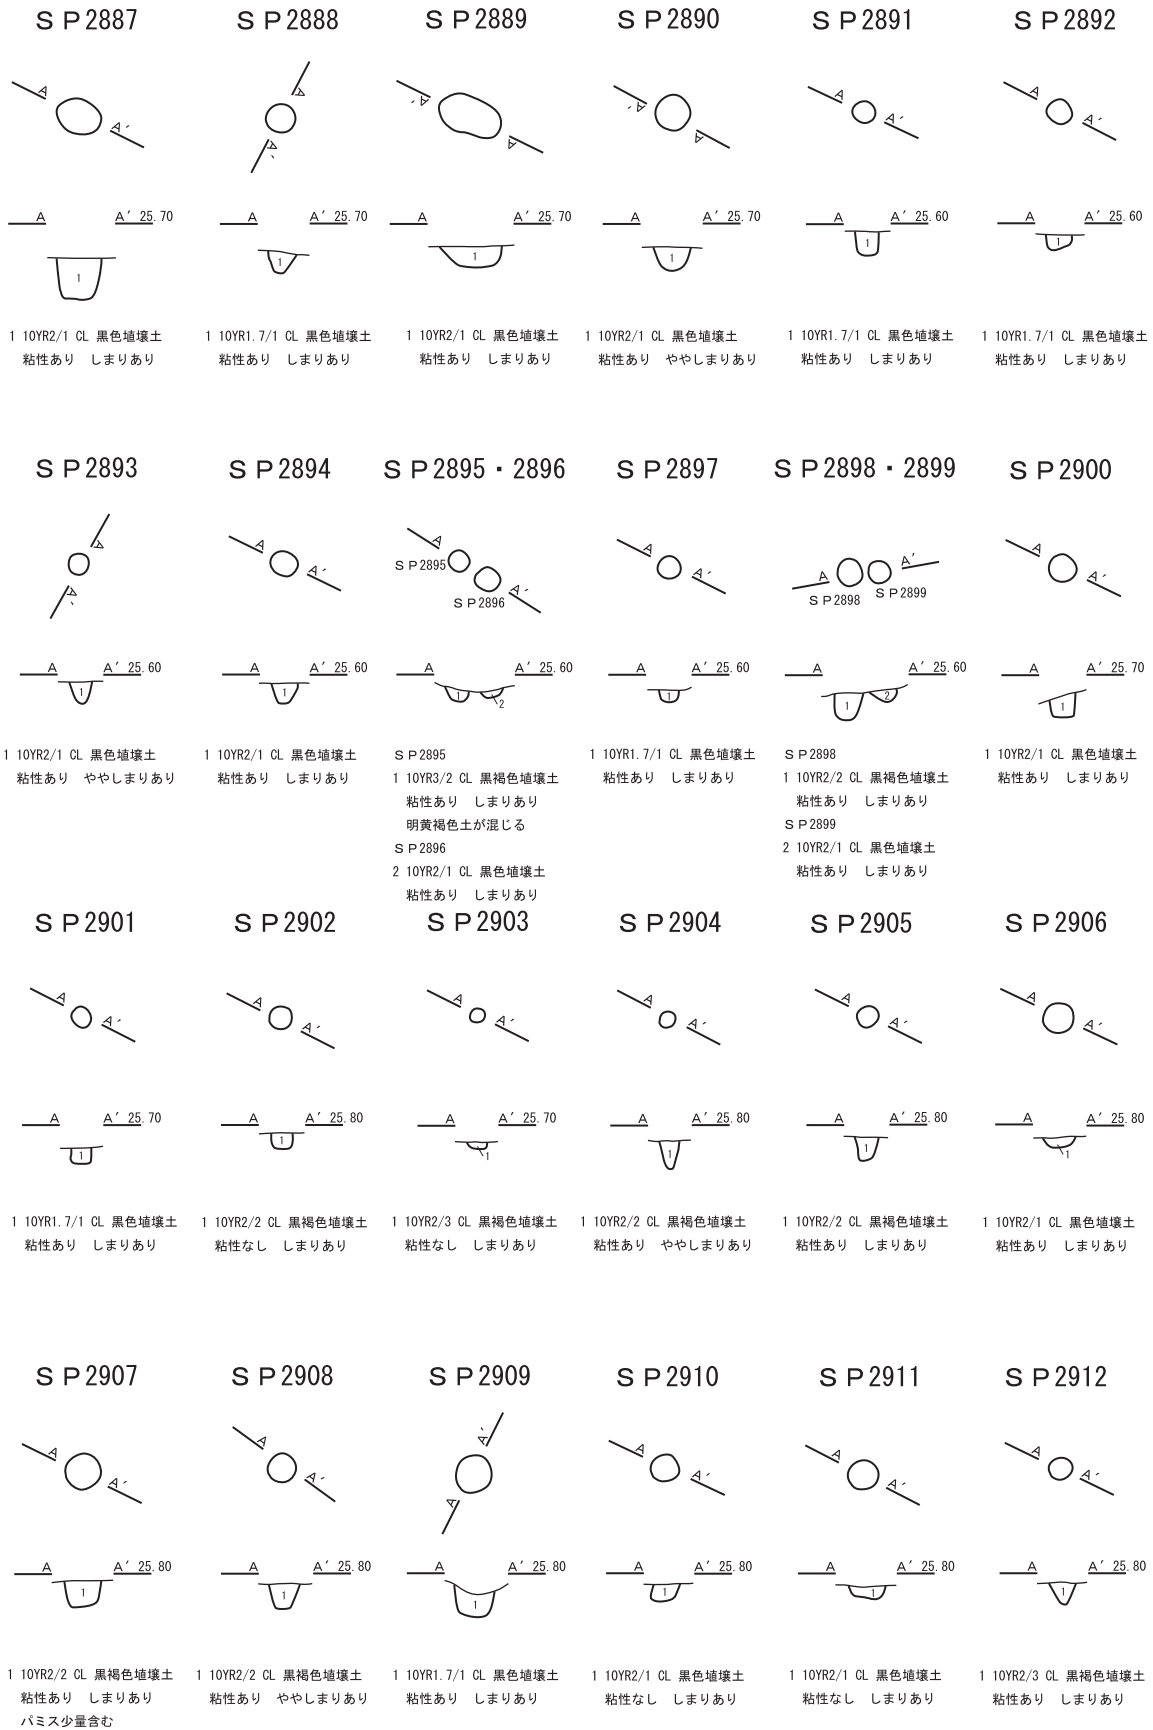 ＳＰ2887
A
A′
A A′ 25.70
1
1 10YR2/1 CL 黒色埴壌土
粘性あり しまりあり
ＳＰ2888
A
A′
A A′ 25.70
1
1 10YR1.7/1 CL 黒色埴壌土
粘性あり しまりあり
ＳＰ2889
A′
A
A A′ 25.70
1
1 10YR2/1 CL 黒色埴壌土
粘性あり しまりあり
ＳＰ2890
A′
A
A A′ 25.70
1
1 10YR2/1 CL 黒色埴壌土
粘性あり ややしまりあり
ＳＰ2891
A
A′
A A′ 25.60
1
1 10YR1.7/1 CL 黒色埴壌土
粘性あり しまりあり
ＳＰ2892
A
A′
A A′ 25.60
1
1 10YR1.7/1 CL 黒色埴壌土
粘性あり しまりあり
ＳＰ2893
A
A′
A A′ 25.60
1
1 10YR2/1 CL 黒色埴壌土
粘性あり ややしまりあり
ＳＰ2894
A
A′
A A′ 25.60
1
1 10YR2/1 CL 黒色埴壌土
粘性あり しまりあり
ＳＰ2895・2896
A
ＳＰ2895
A′
ＳＰ2896
A A′ 25.60
1
2
ＳＰ2895
1 10YR3/2 CL 黒褐色埴壌土
粘性あり しまりあり
明黄褐色土が混じる
ＳＰ2896
2 10YR2/1 CL 黒色埴壌土
粘性あり しまりあり
ＳＰ2897
A
A′
A A′ 25.60
1
1 10YR1.7/1 CL 黒色埴壌土
粘性あり しまりあり
ＳＰ2898・2899
A′
A
ＳＰ2899
ＳＰ2898
A A′ 25.60
1 2
ＳＰ2898
1 10YR2/2 CL 黒褐色埴壌土
粘性あり しまりあり
ＳＰ2899
2 10YR2/1 CL 黒色埴壌土
粘性あり しまりあり
ＳＰ2900
A
A′
A A′ 25.70
1
1 10YR2/1 CL 黒色埴壌土
粘性あり しまりあり
ＳＰ2901
A
A′
A A′ 25.70
1
1 10YR1.7/1 CL 黒色埴壌土
粘性あり しまりあり
ＳＰ2902
A
A′
A A′ 25.80
1
1 10YR2/2 CL 黒褐色埴壌土
粘性なし しまりあり
ＳＰ2903
A
A′
A A′ 25.70
1
1 10YR2/3 CL 黒褐色埴壌土
粘性なし しまりあり
ＳＰ2904
A
A′
A A′ 25.80
1
1 10YR2/2 CL 黒褐色埴壌土
粘性あり ややしまりあり
ＳＰ2905
A
A′
A A′ 25.80
1
1 10YR2/2 CL 黒褐色埴壌土
粘性あり しまりあり
ＳＰ2906
A
A′
A A′ 25.80
1
1 10YR2/1 CL 黒色埴壌土
粘性あり しまりあり
ＳＰ2907
A
A′
A A′ 25.80
1
1 10YR2/2 CL 黒褐色埴壌土
粘性あり しまりあり
パミス少量含む
ＳＰ2908
A
A′
A A′ 25.80
1
1 10YR2/2 CL 黒褐色埴壌土
粘性あり ややしまりあり
ＳＰ2909
A′
A
A A′ 25.80
1
1 10YR1.7/1 CL 黒色埴壌土
粘性あり しまりあり
ＳＰ2910
A
A′
A A′ 25.80
1
1 10YR2/1 CL 黒色埴壌土
粘性なし しまりあり
ＳＰ2911
A
A′
A A′ 25.80
1
1 10YR2/1 CL 黒色埴壌土
粘性なし しまりあり
ＳＰ2912
A
A′
A A′ 25.80
1
1 10YR2/3 CL 黒褐色埴壌土
粘性あり しまりあり